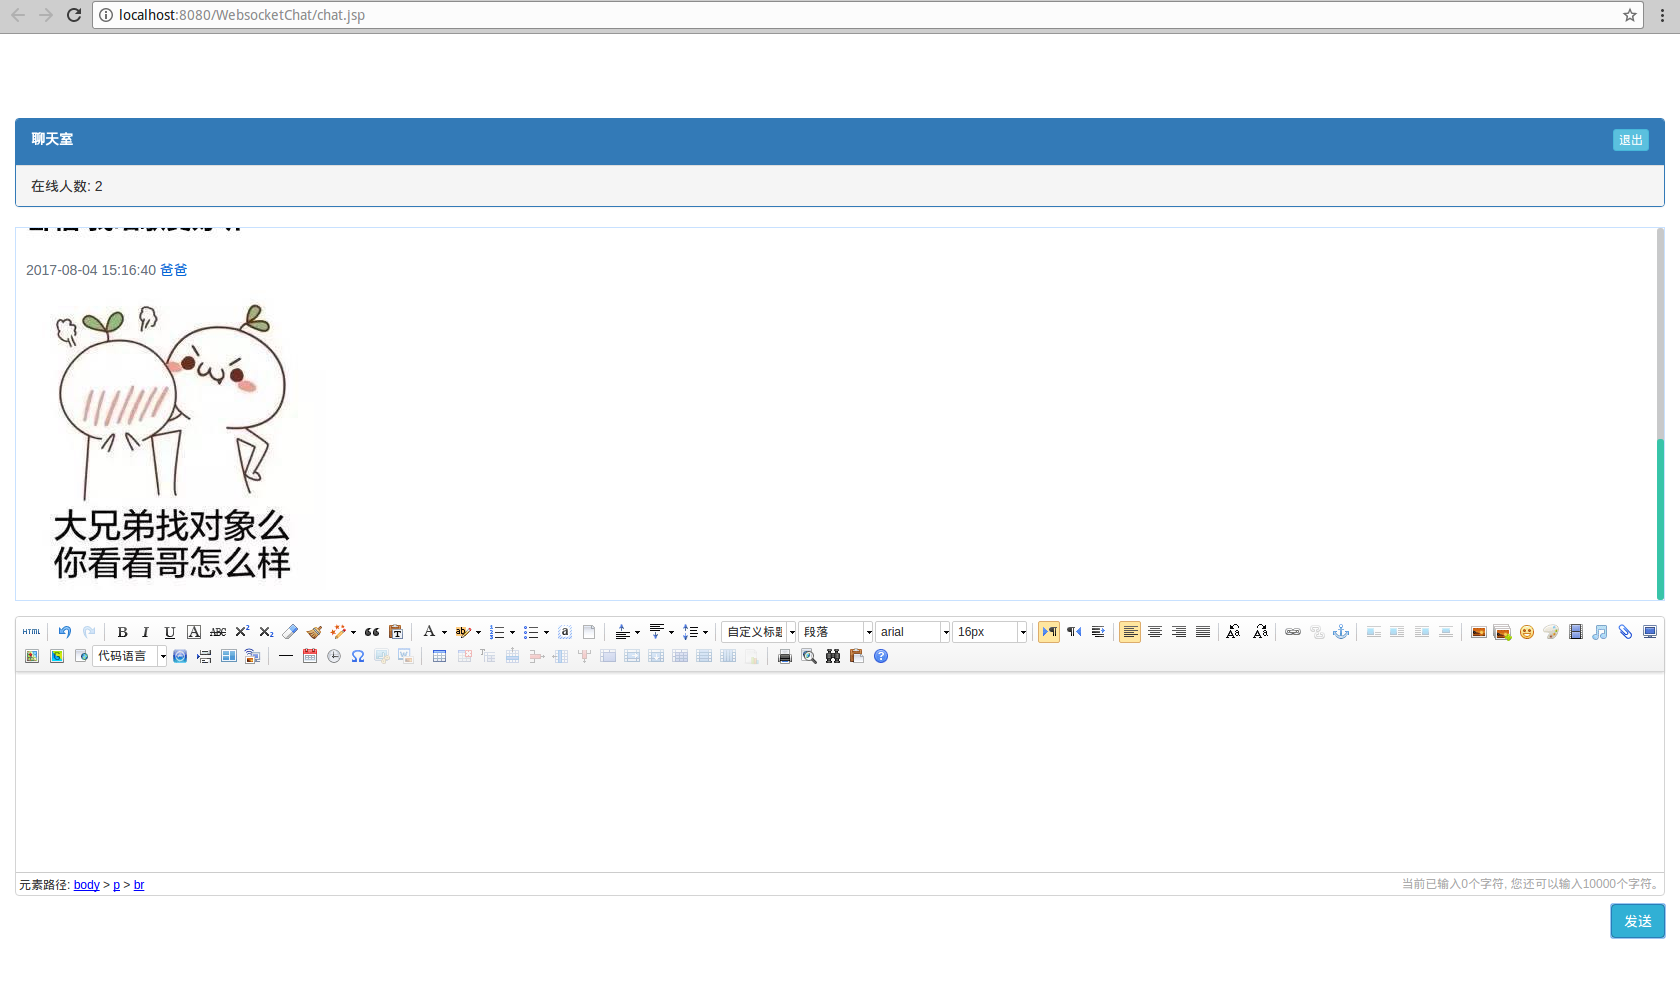 localhost:8080/WebsocketChat/chat.jsp
聊天室
退出
在线人数: 2
2017-08-04 15:16:40 爸爸
大兄弟找对象么
你看看哥怎么样
HTML B I U A ABC X² X₂ A ab a 自定义标题 段落 arial 16px
代码语言
元素路径: body > p > br
当前已输入0个字符, 您还可以输入10000个字符。
发送